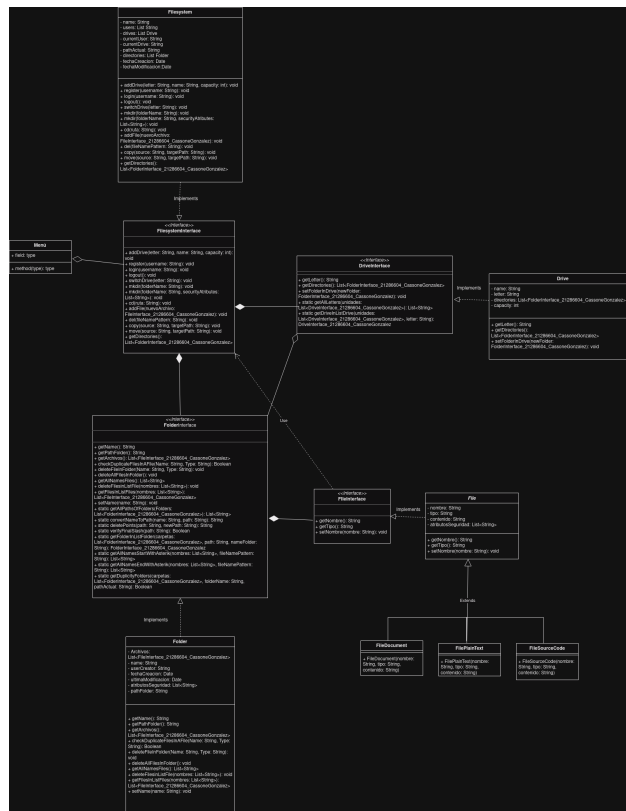 Filesystem
- name: String
- users: List String
- drives: List Drive
- currentUser: String
- currentDrive: String
- pathActual: String
- directories: List Folder
- fechaCreacion: Date
- fechaModificacion:Date
+ addDrive(letter: String, name: String, capacity: int): void
+ register(username: String): void
+ login(username: String): void
+ logout(): void
+ switchDrive(letter: String): void
+ mkdir(folderName: String): void
+ mkdir(folderName: String, securityAttributes:
List<String>): void
+ cd(ruta: String): void
+ addFile(nuevoArchivo:
FileInterface_21286604_CassoneGonzalez): void
+ del(fileNamePattern: String): void
+ copy(source: String, targetPath: String): void
+ move(source: String, targetPath: String): void
+ getDirectories():
List<FolderInterface_21286604_CassoneGonzalez>
Implements
<<Interface>>
FilesystemInterface
+ addDrive(letter: String, name: String, capacity: int):
void
+ register(username: String): void
+ login(username: String): void
+ logout(): void
+ switchDrive(letter: String): void
+ mkdir(folderName: String): void
+ mkdir(folderName: String, securityAttributes:
List<String>): void
+ cd(ruta: String): void
+ addFile(nuevoArchivo:
FileInterface_21286604_CassoneGonzalez): void
+ del(fileNamePattern: String): void
+ copy(source: String, targetPath: String): void
+ move(source: String, targetPath: String): void
+ getDirectories():
List<FolderInterface_21286604_CassoneGonzalez>
Menú
+ field: type
+ method(type): type
<<Interface>>
DriveInterface
+ getLetter(): String
+ getDirectories(): List<FolderInterface_21286604_CassoneGonzalez>
+ setFolderInDrive(newFolder:
FolderInterface_21286604_CassoneGonzalez): void
+ static getAllLetters(unidades:
List<DriveInterface_21286604_CassoneGonzalez>): List<String>
+ static getDriveInListDrive(unidades:
List<DriveInterface_21286604_CassoneGonzalez>, letter: String):
DriveInterface_21286604_CassoneGonzalez
Implements
Drive
- name: String
- letter: String
- directories: List<FolderInterface_21286604_CassoneGonzalez>
- capacity: int
+ getLetter(): String
+ getDirectories():
List<FolderInterface_21286604_CassoneGonzalez>
+ setFolderInDrive(newFolder:
FolderInterface_21286604_CassoneGonzalez): void
Use
<<Interface>>
FolderInterface
+ getName(): String
+ getPathFolder(): String
+ getArchivos(): List<FileInterface_21286604_CassoneGonzalez>
+ checkDuplicateFilesInAFile(Name: String, Type: String): Boolean
+ deleteFileInFolder(Name: String, Type: String): void
+ deleteAllFilesInFolder(): void
+ getAllNamesFiles(): List<String>
+ deleteFilesInListFile(nombres: List<String>): void
+ getFilesInListFiles(nombres: List<String>):
List<FileInterface_21286604_CassoneGonzalez>
+ setName(name: String): void
+ static getAllPathsOfFolders(Folders:
List<FolderInterface_21286604_CassoneGonzalez>): List<String>
+ static convertNameToPath(name: String, path: String): String
+ static deletePoints(path: String, newPath: String): String
+ static verifyFinalSlash(path: String): Boolean
+ static getFolderInListFolder(carpetas:
List<FolderInterface_21286604_CassoneGonzalez>, path: String, nameFolder:
String): FolderInterface_21286604_CassoneGonzalez
+ static getAllNamesStartWithAsterik(nombres: List<String>, fileNamePattern:
String): List<String>
+ static getAllNamesEndWithAsterik(nombres: List<String>, fileNamePattern:
String): List<String>
+ static getDuplicityFolders(carpetas:
List<FolderInterface_21286604_CassoneGonzalez>, folderName: String,
pathActual: String): Boolean
<<Interface>>
FileInterface
+ getNombre(): String
+ getTipo(): String
+ setNombre(nombre: String): void
Implements
File
- nombre: String
- tipo: String
- contenido: String
- atributosSeguridad: List<String>
+ getNombre(): String
+ getTipo(): String
+ setNombre(nombre: String): void
Extends
FileDocument
+ FileDocument(nombre:
String, tipo: String,
contenido: String)
FilePlainText
+ FilePlainText(nombre:
String, tipo: String,
contenido: String)
FileSourceCode
+ FileSourceCode(nombre:
String, tipo: String,
contenido: String)
Implements
Folder
- Archivos:
List<FileInterface_21286604_CassoneGonzalez>
- name: String
- userCreator: String
- fechaCreacion: Date
- ultimaModificacion: Date
- atributosSeguridad: List<String>
- pathFolder: String
+ getName(): String
+ getPathFolder(): String
+ getArchivos():
List<FileInterface_21286604_CassoneGonzalez>
+ checkDuplicateFilesInAFile(Name: String, Type:
String): Boolean
+ deleteFileInFolder(Name: String, Type: String):
void
+ deleteAllFilesInFolder(): void
+ getAllNamesFiles(): List<String>
+ deleteFilesInListFile(nombres: List<String>): void
+ getFilesInListFiles(nombres: List<String>):
List<FileInterface_21286604_CassoneGonzalez>
+ setName(name: String): void